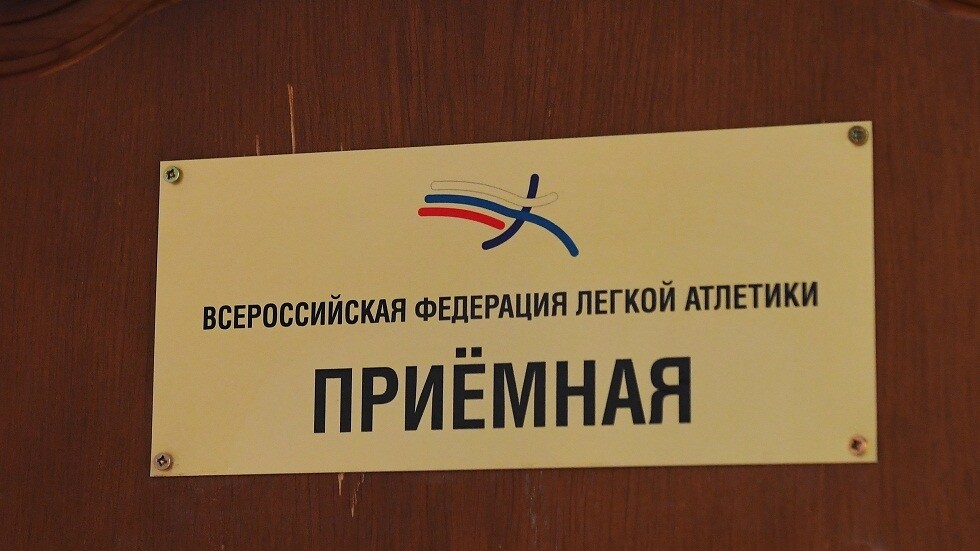 ВСЕРОССИЙСКАЯ ФЕДЕРАЦИЯ ЛЕГКОЙ АТЛЕТИКИ
ПРИЁМНАЯ